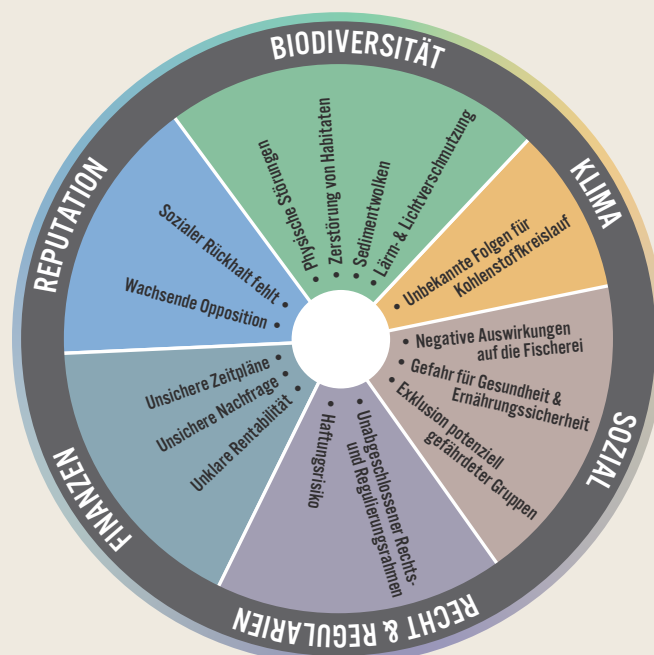 BIODIVERSITÄT
Physische Störungen
Zerstörung von Habitaten
Sedimentwolken
Lärm- & Lichtverschmutzung
KLIMA
Unbekannte Folgen für
Kohlenstoffkreislauf
SOZIAL
Negative Auswirkungen
auf die Fischerei
Gefahr für Gesundheit &
Ernährungssicherheit
Exklusion potenziell
gefährdeter Gruppen
RECHT & REGULARIEN
Unabgeschlossener Rechts-
und Regulierungsrahmen
Haftungsrisiko
FINANZEN
Unsichere Zeitpläne
Unsichere Nachfrage
Unklare Rentabilität
REPUTATION
Sozialer Rückhalt fehlt
Wachsende Opposition